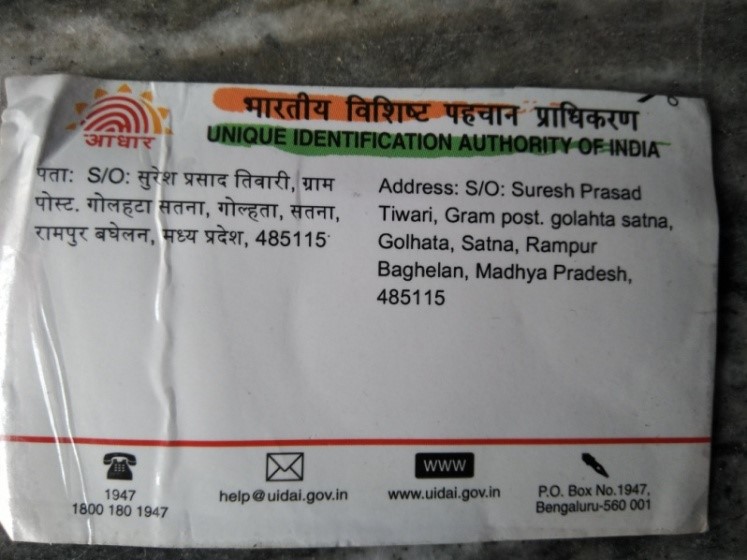 आधार
भारतीय विशिष्ट पहचान प्राधिकरण
UNIQUE IDENTIFICATION AUTHORITY OF INDIA
पता: S/O: सुरेश प्रसाद तिवारी, ग्राम
पोस्ट. गोलहटा सतना, गोल्हता, सतना,
रामपुर बघेलन, मध्य प्रदेश, 485115
Address: S/O: Suresh Prasad
Tiwari, Gram post. golahta satna,
Golhata, Satna, Rampur
Baghelan, Madhya Pradesh,
485115
1947
1800 180 1947
help@uidai.gov.in
www
www.uidai.gov.in
P.O. Box No.1947,
Bengaluru-560 001